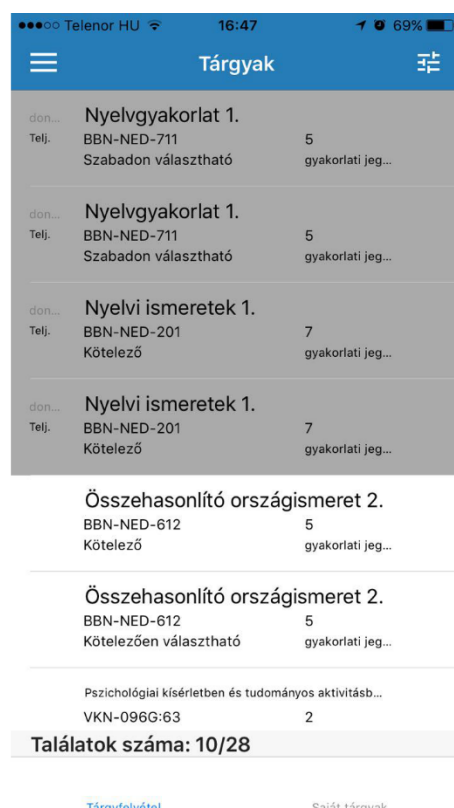 Telenor HU 16:47 69%
Tárgyak
don... Nyelvgyakorlat 1.
Telj. BBN-NED-711 5
Szabadon választható gyakorlati jeg...
don... Nyelvgyakorlat 1.
Telj. BBN-NED-711 5
Szabadon választható gyakorlati jeg...
don... Nyelvi ismeretek 1.
Telj. BBN-NED-201 7
Kötelező gyakorlati jeg...
don... Nyelvi ismeretek 1.
Telj. BBN-NED-201 7
Kötelező gyakorlati jeg...
Összehasonlító országismeret 2.
BBN-NED-612 5
Kötelező gyakorlati jeg...
Összehasonlító országismeret 2.
BBN-NED-612 5
Kötelezően választható gyakorlati jeg...
Pszichológiai kísérletben és tudományos aktivitásb...
VKN-096G:63 2
Találatok száma: 10/28
Tárgyfelvétel Saját tárgyak